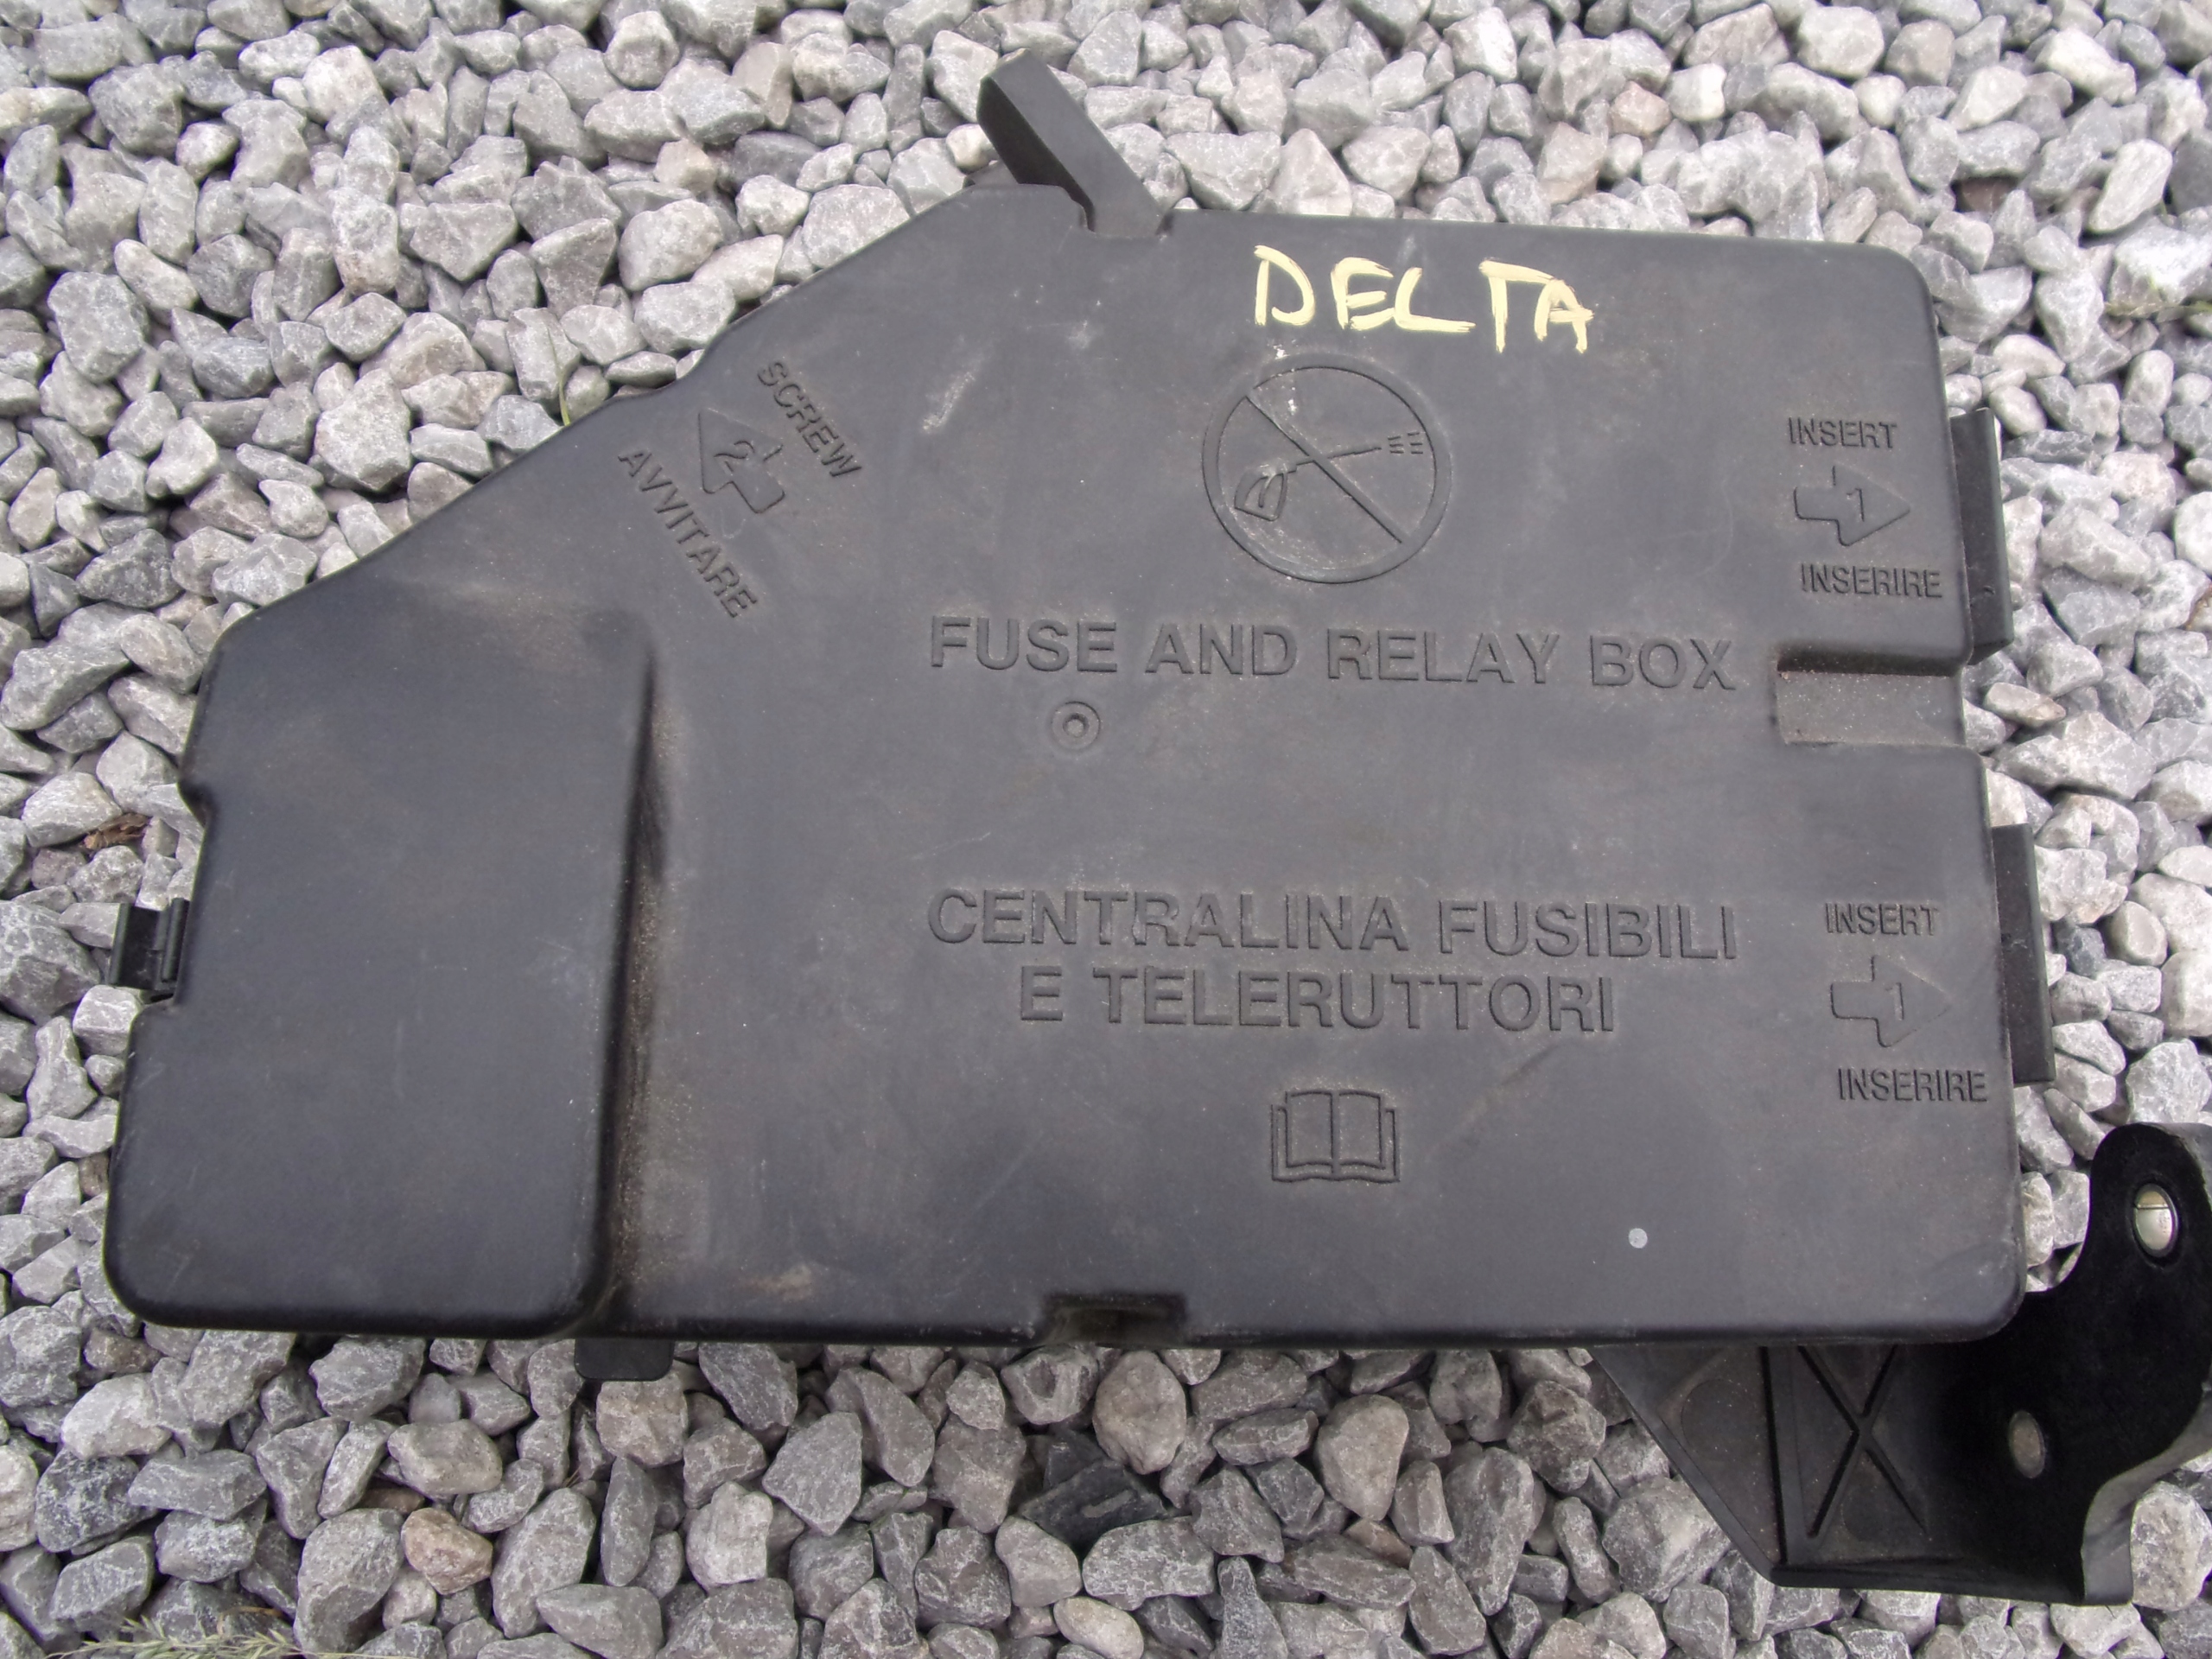 DELTA
SCREW
2
AVVITARE
INSERT
1
INSERIRE
FUSE AND RELAY BOX
CENTRALINA FUSIBILI
E TELERUTTORI
INSERT
1
INSERIRE